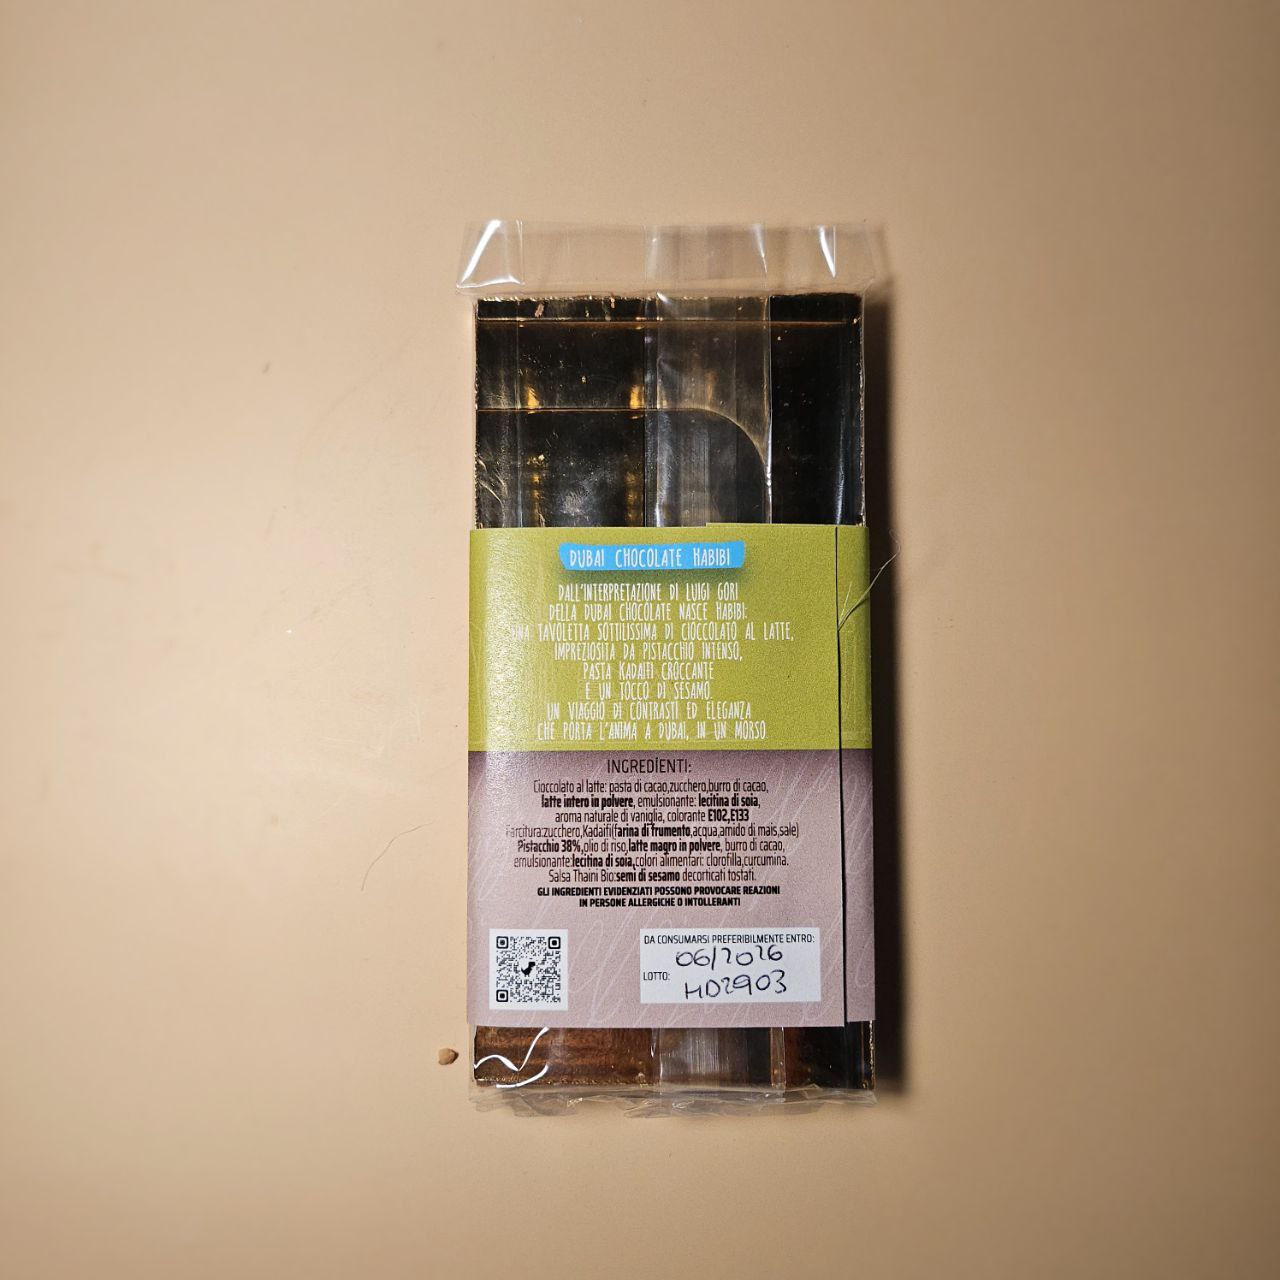 DUBAI CHOCOLATE HABIBI
DALL'INTERPRETAZIONE DI LUIGI GORI
DELLA DUBAI CHOCOLATE NASCE HABIBI:
UNA TAVOLETTA SOTTILISSIMA DI CIOCCOLATO AL LATTE,
IMPREZIOSITA DA PISTACCHIO INTENSO,
PASTA KADAIFI CROCCANTE
E UN TOCCO DI SESAMO.
UN VIAGGIO DI CONTRASTI ED ELEGANZA
CHE PORTA L'ANIMA A DUBAI, IN UN MORSO
INGREDIENTI:
Cioccolato al latte: pasta di cacao,zucchero,burro di cacao,
latte intero in polvere, emulsionante: lecitina di soia,
aroma naturale di vaniglia, colorante E102,E133
Farcitura:zucchero,Kadaifi(farina di frumento,acqua,amido di mais,sale)
Pistacchio 38%,olio di riso,latte magro in polvere, burro di cacao,
emulsionante:lecitina di soia,colori alimentari: clorofilla,curcumina.
Salsa Thaini Bio:semi di sesamo decorticati tostati.
GLI INGREDIENTI EVIDENZIATI POSSONO PROVOCARE REAZIONI
IN PERSONE ALLERGICHE O INTOLLERANTI
DA CONSUMARSI PREFERIBILMENTE ENTRO:
06/2026
LOTTO: HD2903